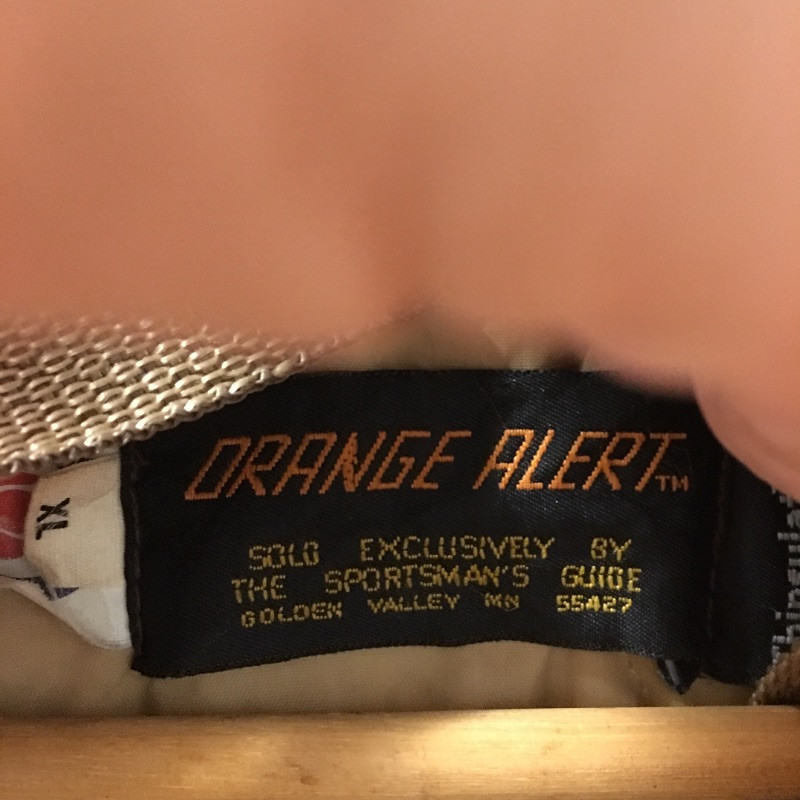 ORANGE ALERT™
SOLD EXCLUSIVELY BY
THE SPORTSMAN'S GUIDE
GOLDEN VALLEY MN 55427
XL